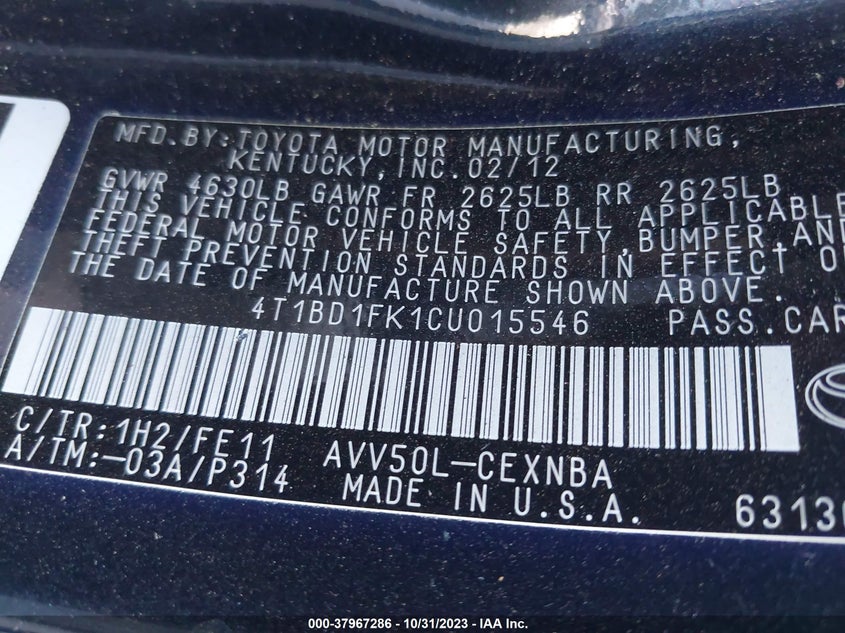 MFD.BY:TOYOTA MOTOR MANUFACTURING,
KENTUCKY,INC.02/12
GVWR 4630LB GAWR FR 2625LB RR 2625LB
THIS VEHICLE CONFORMS TO ALL APPLICABLE
FEDERAL MOTOR VEHICLE SAFETY,BUMPER,AND
THEFT PREVENTION STANDARDS IN EFFECT O
THE DATE OF MANUFACTURE SHOWN ABOVE.
4T1BD1FK1CU015546 PASS.CAR
C/TR:1H2/FE11 AVV50L-CEXNBA
A/TM:-03A/P314 MADE IN U.S.A. 6313
000-37967286 - 10/31/2023 - IAA Inc.